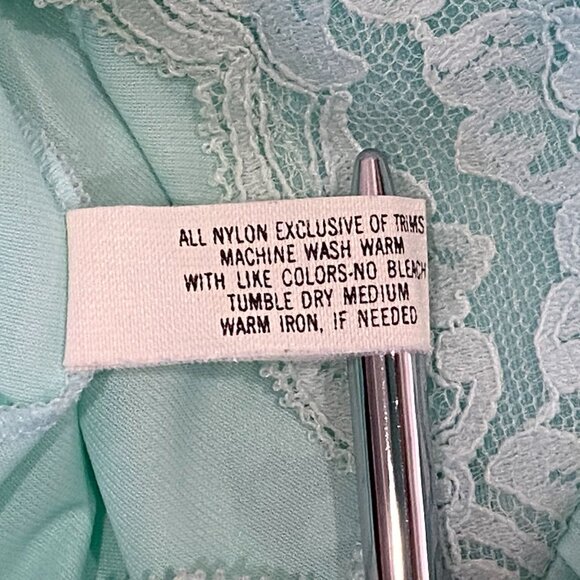 ALL NYLON EXCLUSIVE OF TRIMS
MACHINE WASH WARM
WITH LIKE COLORS-NO BLEACH
TUMBLE DRY MEDIUM
WARM IRON, IF NEEDED